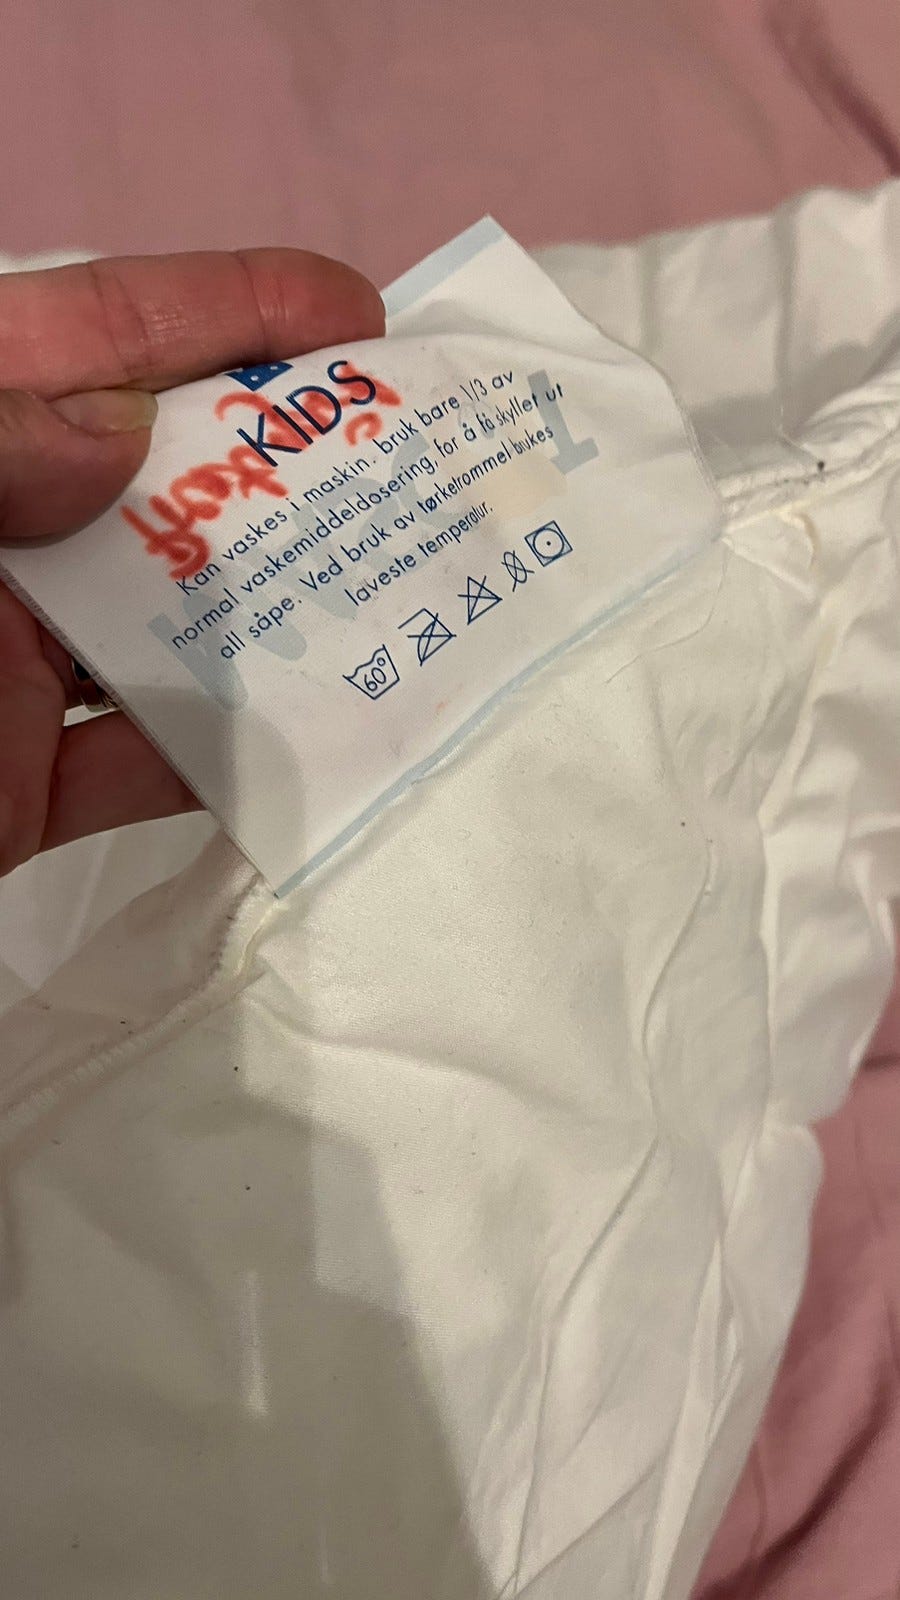 KIDS
Kan vaskes i maskin. bruk bare 1/3 av
normal vaskemiddeldosering, for å få skyllet ut
all såpe. Ved bruk av tørketrommel brukes
laveste temperatur.
60°